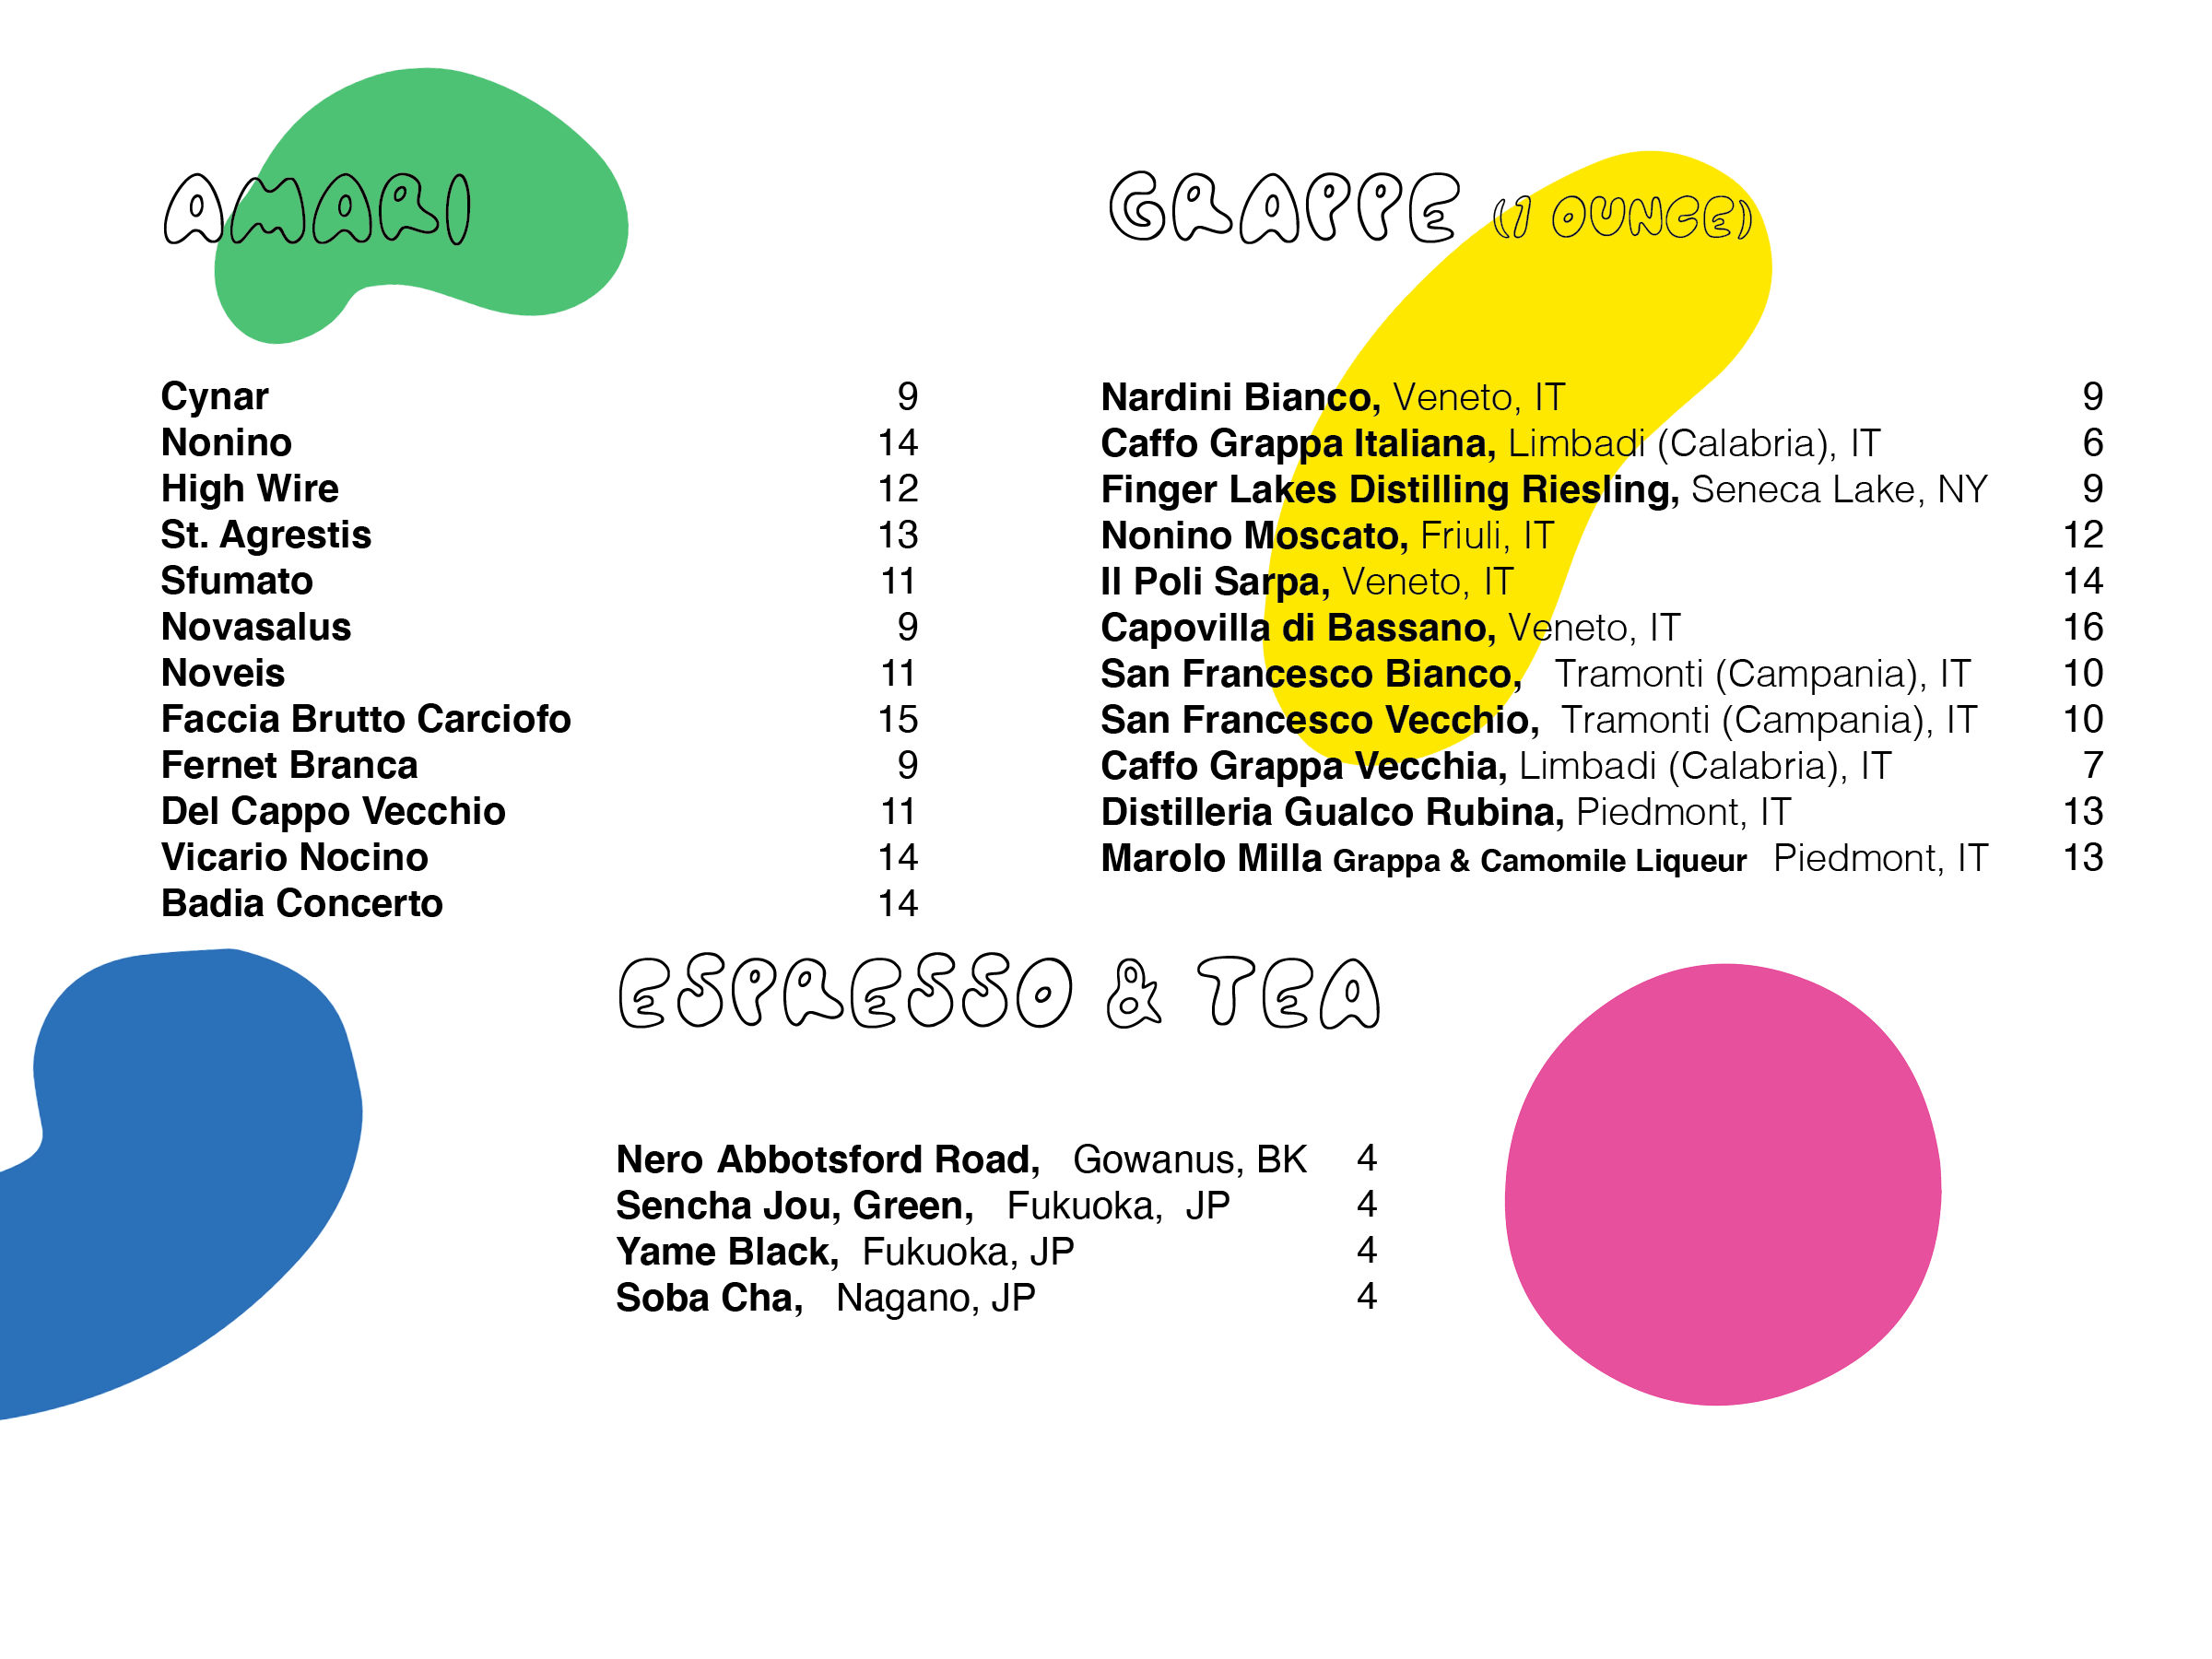 AMARI
Cynar 9
Nonino 14
High Wire 12
St. Agrestis 13
Sfumato 11
Novasalus 9
Noveis 11
Faccia Brutto Carciofo 15
Fernet Branca 9
Del Cappo Vecchio 11
Vicario Nocino 14
Badia Concerto 14
GRAPPE (1 OUNCE)
Nardini Bianco, Veneto, IT 9
Caffo Grappa Italiana, Limbadi (Calabria), IT 6
Finger Lakes Distilling Riesling, Seneca Lake, NY 9
Nonino Moscato, Friuli, IT 12
Il Poli Sarpa, Veneto, IT 14
Capovilla di Bassano, Veneto, IT 16
San Francesco Bianco, Tramonti (Campania), IT 10
San Francesco Vecchio, Tramonti (Campania), IT 10
Caffo Grappa Vecchia, Limbadi (Calabria), IT 7
Distilleria Gualco Rubina, Piedmont, IT 13
Marolo Milla Grappa & Camomile Liqueur Piedmont, IT 13
ESPRESSO & TEA
Nero Abbotsford Road, Gowanus, BK 4
Sencha Jou, Green, Fukuoka, JP 4
Yame Black, Fukuoka, JP 4
Soba Cha, Nagano, JP 4